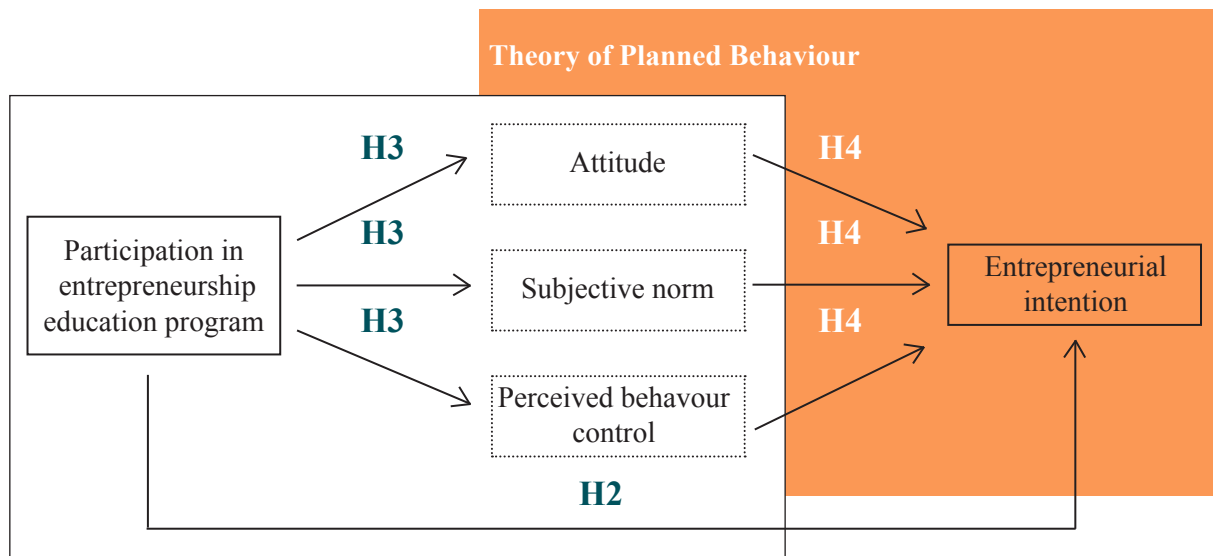 Theory of Planned Behaviour
H3
Attitude
H4
Participation in
entrepreneurship
education program
H3
Subjective norm
H4
Entrepreneurial
intention
H3
Perceived behavour
control
H4
H2